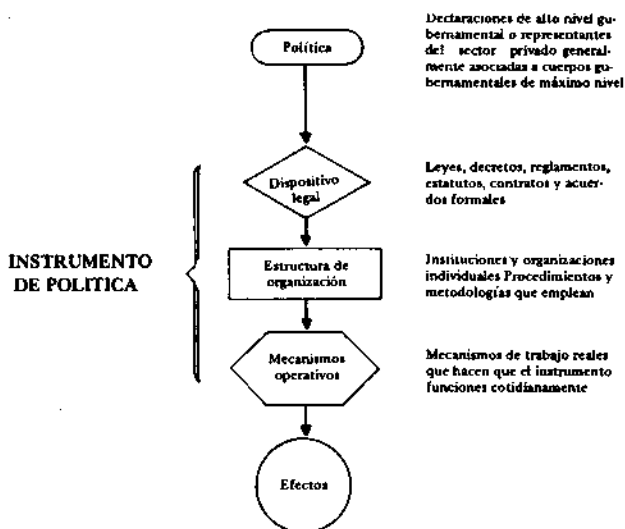 Política
Declaraciones de alto nivel gu-
bernamental o representantes
del sector privado general-
mente asociadas a cuerpos gu-
bernamentales de máximo nivel
Dispositivo
legal
Leyes, decretos, reglamentos,
estatutos, contratos y acuer-
dos formales
INSTRUMENTO
DE POLITICA
Estructura de
organización
Instituciones y organizaciones
individuales Procedimientos y
metodologías que emplean
Mecanismos
operativos
Mecanismos de trabajo reales
que hacen que el instrumento
funciones cotidianamente
Efectos